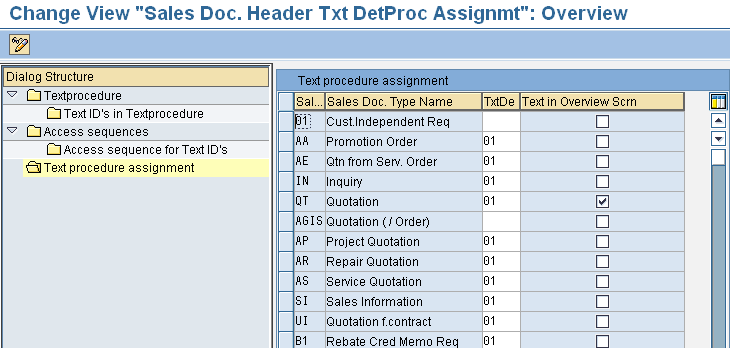 Change View "Sales Doc. Header Txt DetProc Assignmt": Overview
Dialog Structure
Textprocedure
Text ID's in Textprocedure
Access sequences
Access sequence for Text ID's
Text procedure assignment
Text procedure assignment
Sal... Sales Doc. Type Name TxtDe Text in Overview Scrn
01 Cust.Independent Req
AA Promotion Order 01
AE Qtn from Serv. Order 01
IN Inquiry 01
QT Quotation 01
AGIS Quotation ( / Order)
AP Project Quotation 01
AR Repair Quotation 01
AS Service Quotation 01
SI Sales Information 01
UI Quotation f.contract 01
B1 Rebate Cred Memo Req 01